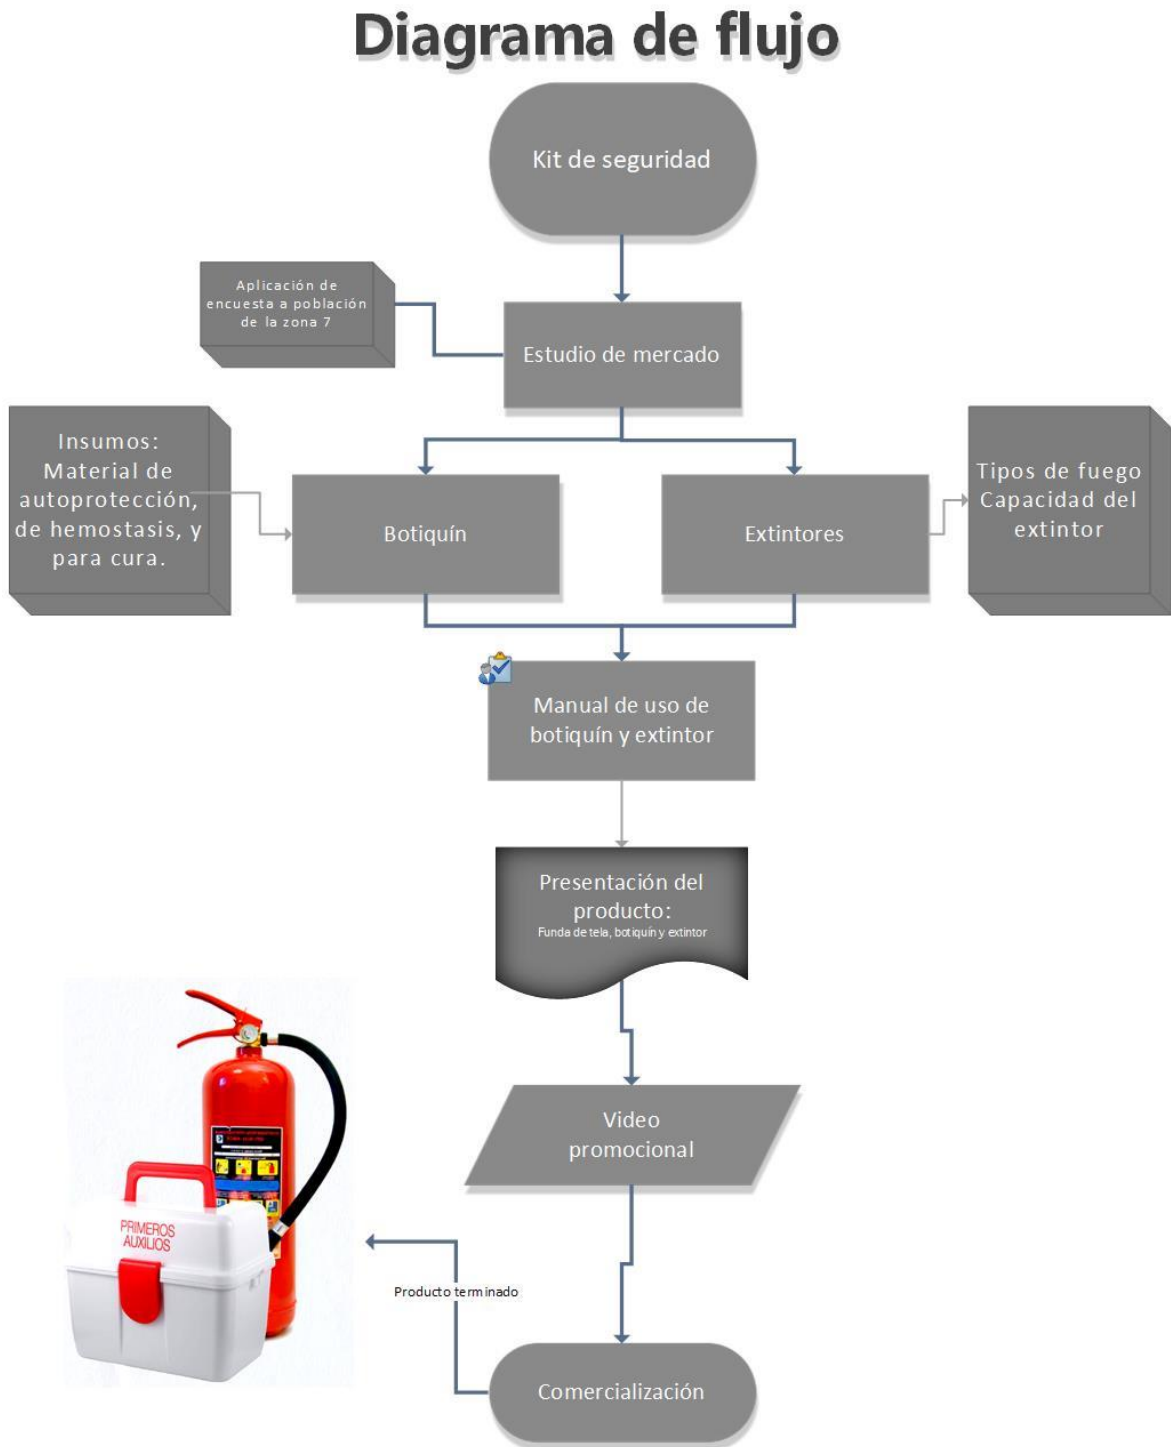 Diagrama de flujo
Kit de seguridad
Aplicación de
encuesta a población
de la zona 7
Estudio de mercado
Insumos:
Material de
autoprotección,
de hemostasis, y
para cura.
Botiquín
Extintores
Tipos de fuego
Capacidad del
extintor
Manual de uso de
botiquín y extintor
Presentación del
producto:
Funda de tela, botiquín y extintor
Video
promocional
PRIMEROS
AUXILIOS
Producto terminado
Comercialización